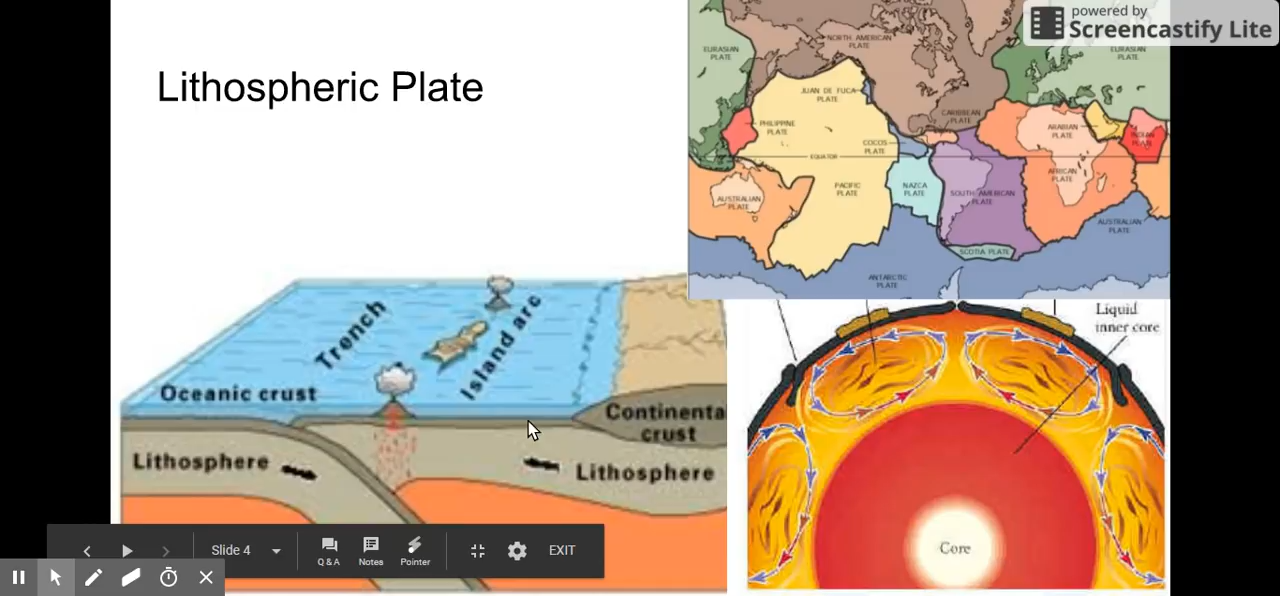 powered by
Screencastify Lite
Lithospheric Plate
NORTH AMERICAN
PLATE
EURASIAN
PLATE
EURASIAN
PLATE
JUAN DE FUCA
PLATE
CARIBBEAN
PLATE
PHILIPPINE
PLATE
ARABIAN
PLATE
INDIAN
PLATE
COCOS
PLATE
EQUATOR
AFRICAN
PLATE
PACIFIC
PLATE
NAZCA
PLATE
SOUTH AMERICAN
PLATE
AUSTRALIAN
PLATE
AUSTRALIAN
PLATE
SCOTIA PLATE
ANTARCTIC
PLATE
Trench
Island arc
Oceanic crust
Continenta
crust
Lithosphere
Lithosphere
Liquid
inner core
Core
Slide 4
Q & A
Notes
Pointer
EXIT